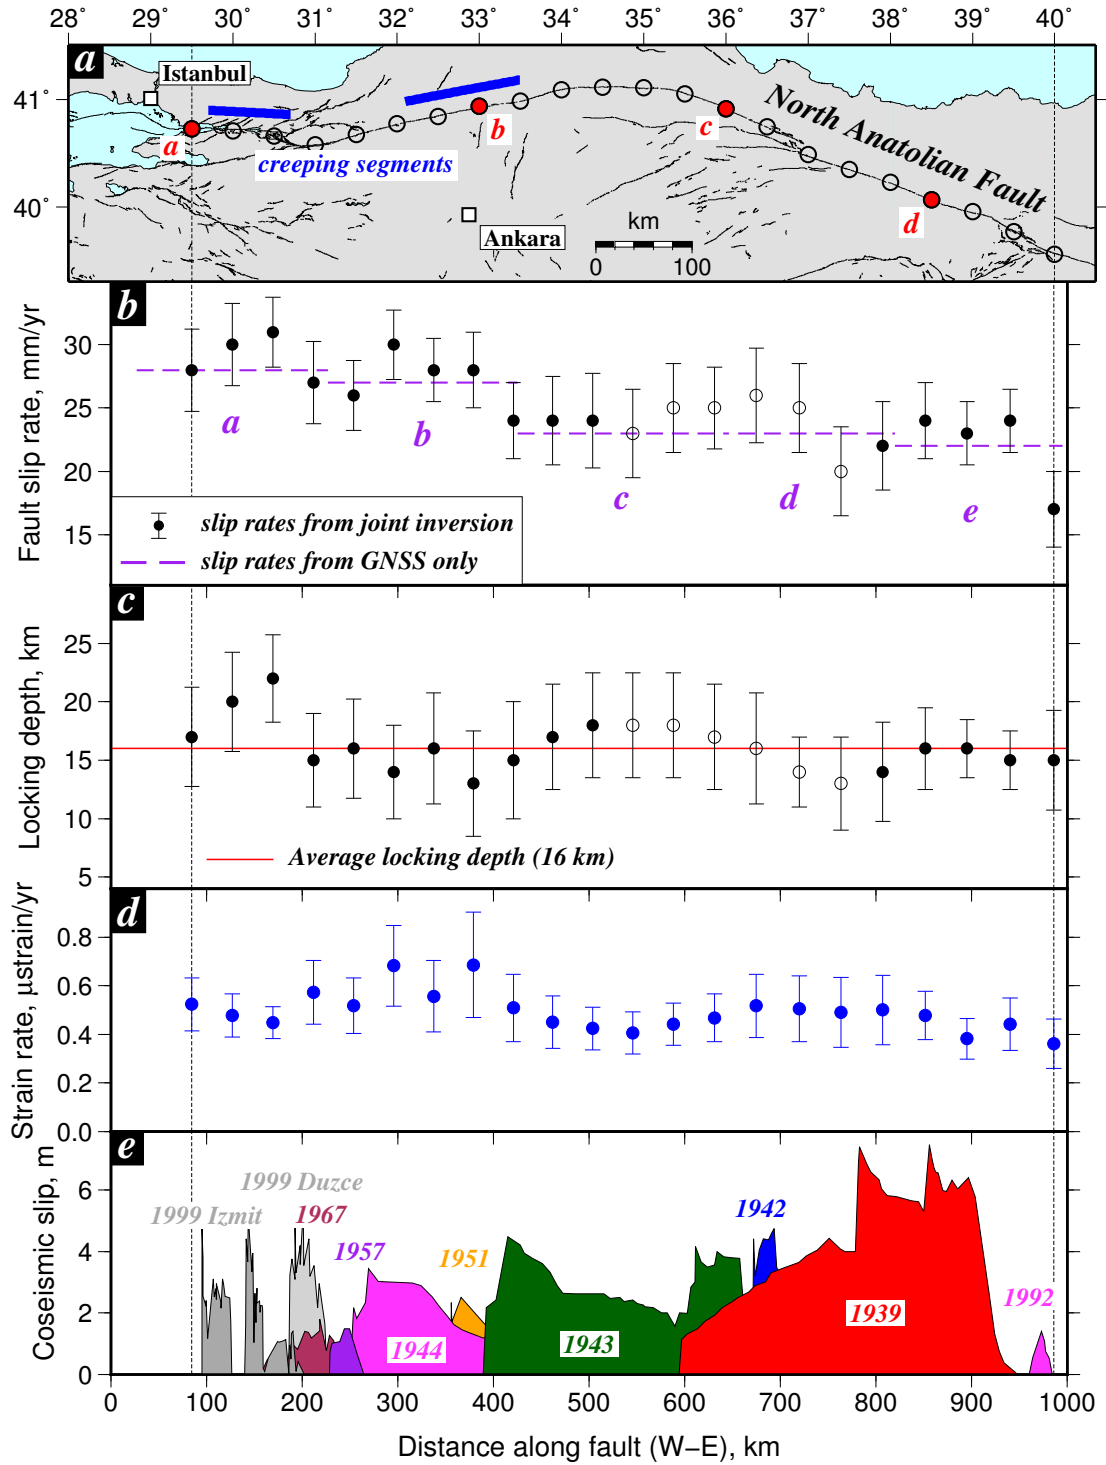 28° 29° 30° 31° 32° 33° 34° 35° 36° 37° 38° 39° 40°
a
Istanbul
41°
40°
a
b
c
d
creeping segments
North Anatolian Fault
Ankara
km
0 100
b
Fault slip rate, mm/yr
30
25
20
15
a
b
c
d
e
slip rates from joint inversion
slip rates from GNSS only
c
Locking depth, km
25
20
15
10
5
Average locking depth (16 km)
d
Strain rate, µstrain/yr
0.8
0.6
0.4
0.2
0.0
e
Coseismic slip, m
6
4
2
0
1999 Izmit
1999 Duzce
1967
1957
1944
1951
1943
1942
1939
1992
0 100 200 300 400 500 600 700 800 900 1000
Distance along fault (W−E), km